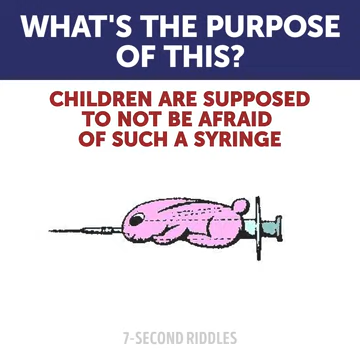 WHAT'S THE PURPOSE
OF THIS?
CHILDREN ARE SUPPOSED
TO NOT BE AFRAID
OF SUCH A SYRINGE
7-SECOND RIDDLES